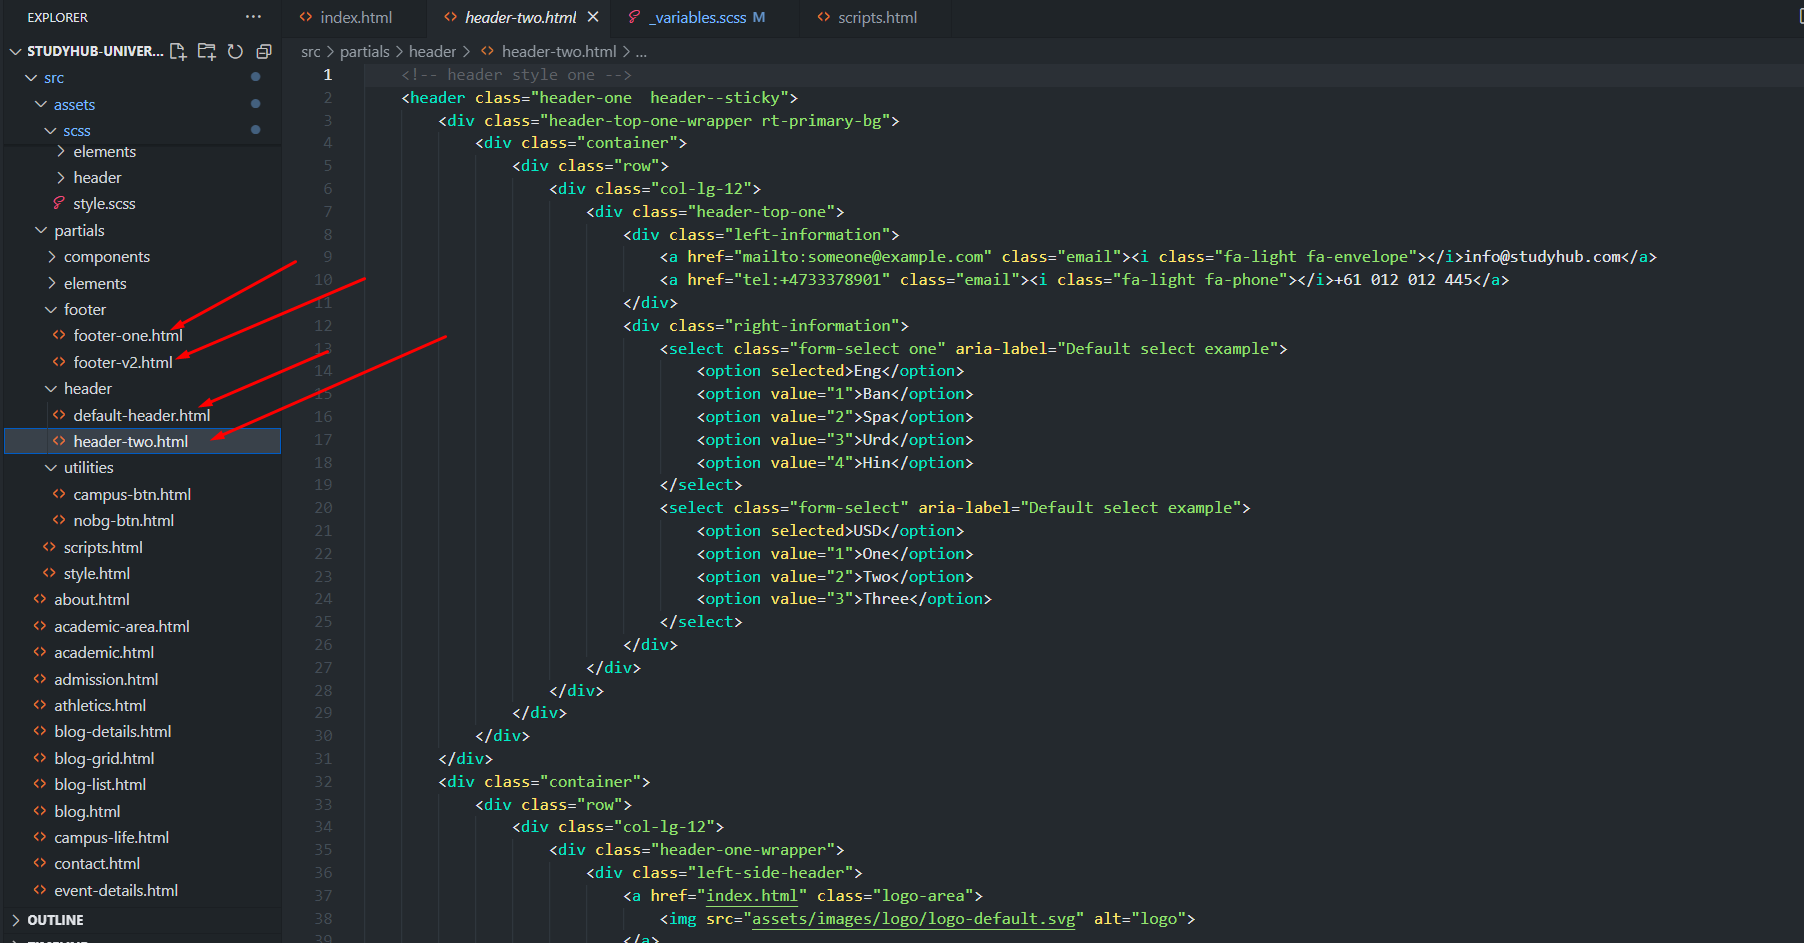 EXPLORER ···
STUDYHUB-UNIVER...
src
assets
scss
elements
header
style.scss
partials
components
elements
footer
footer-one.html
footer-v2.html
header
default-header.html
header-two.html
utilities
campus-btn.html
nobg-btn.html
scripts.html
style.html
about.html
academic-area.html
academic.html
admission.html
athletics.html
blog-details.html
blog-grid.html
blog-list.html
blog.html
campus-life.html
contact.html
event-details.html
OUTLINE
index.html header-two.html _variables.scss M scripts.html
src > partials > header > header-two.html > ...
1 <!-- header style one -->
2 <header class="header-one  header--sticky">
3 <div class="header-top-one-wrapper rt-primary-bg">
4 <div class="container">
5 <div class="row">
6 <div class="col-lg-12">
7 <div class="header-top-one">
8 <div class="left-information">
9 <a href="mailto:someone@example.com" class="email"><i class="fa-light fa-envelope"></i>info@studyhub.com</a>
10 <a href="tel:+4733378901" class="email"><i class="fa-light fa-phone"></i>+61 012 012 445</a>
11 </div>
12 <div class="right-information">
13 <select class="form-select one" aria-label="Default select example">
14 <option selected>Eng</option>
15 <option value="1">Ban</option>
16 <option value="2">Spa</option>
17 <option value="3">Urd</option>
18 <option value="4">Hin</option>
19 </select>
20 <select class="form-select" aria-label="Default select example">
21 <option selected>USD</option>
22 <option value="1">One</option>
23 <option value="2">Two</option>
24 <option value="3">Three</option>
25 </select>
26 </div>
27 </div>
28 </div>
29 </div>
30 </div>
31 </div>
32 <div class="container">
33 <div class="row">
34 <div class="col-lg-12">
35 <div class="header-one-wrapper">
36 <div class="left-side-header">
37 <a href="index.html" class="logo-area">
38 <img src="assets/images/logo/logo-default.svg" alt="logo">
39 </a>